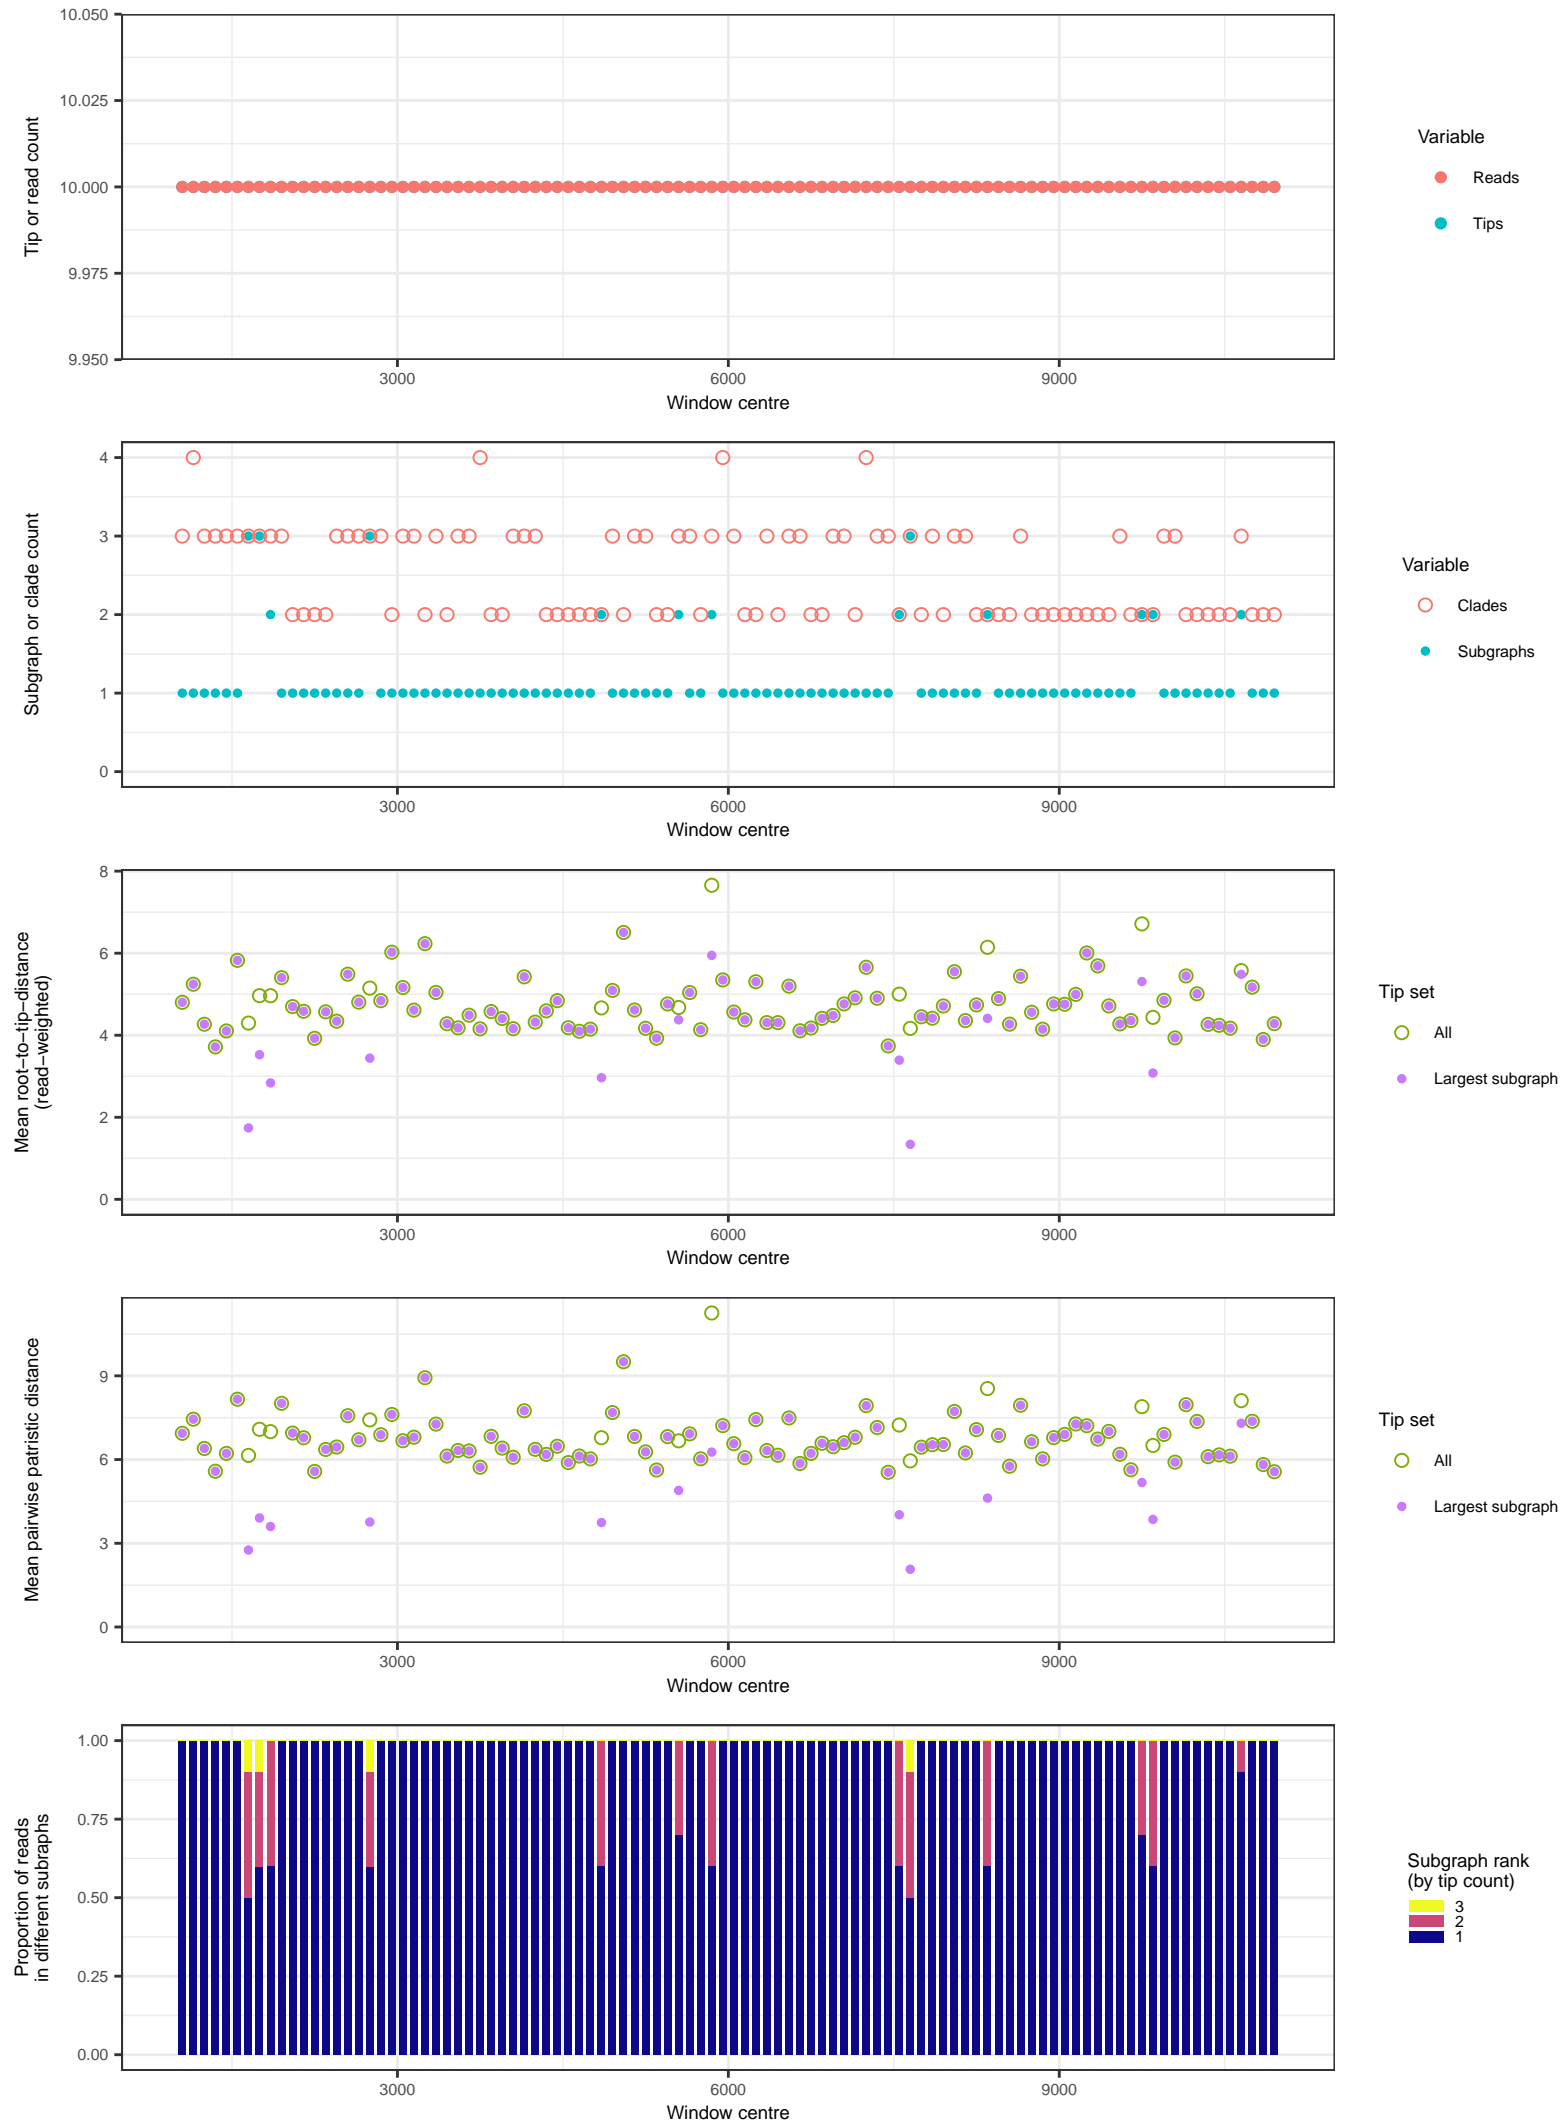 10.050
10.025
10.000
9.975
9.950
Tip or read count
3000
6000
9000
Window centre
Variable
Reads
Tips
4
3
2
1
0
Subgraph or clade count
3000
6000
9000
Window centre
Variable
Clades
Subgraphs
8
6
4
2
0
Mean root−to−tip−distance
(read−weighted)
3000
6000
9000
Window centre
Tip set
All
Largest subgraph
9
6
3
0
Mean pairwise patristic distance
3000
6000
9000
Window centre
Tip set
All
Largest subgraph
1.00
0.75
0.50
0.25
0.00
Proportion of reads
in different subraphs
3000
6000
9000
Window centre
Subgraph rank
(by tip count)
3
2
1